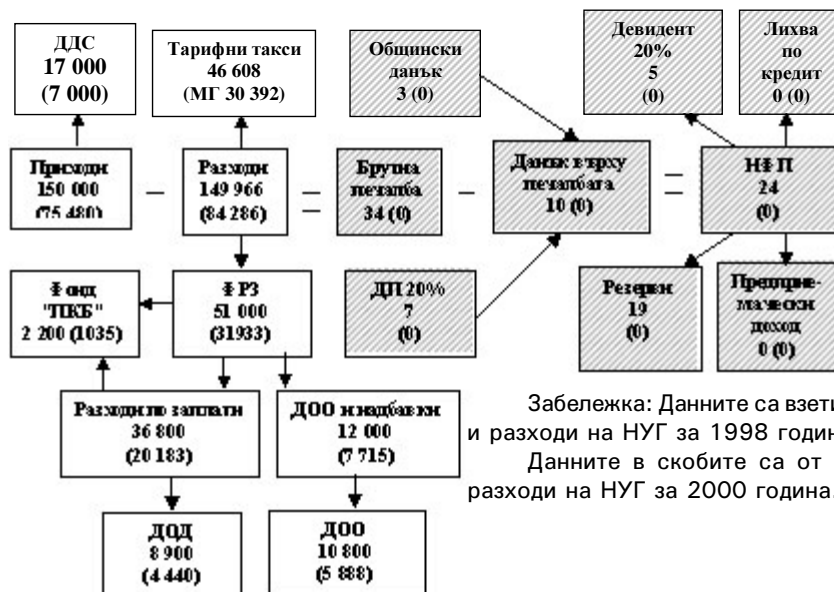 ДДС
17 000
(7 000)
Тарифни такси
46 608
(МГ 30 392)
Общински
данък
3 (0)
Девидент
20%
5
(0)
Лихва
по
кредит
0 (0)
Приходи
150 000
(75 480)
–
Разходи
149 966
(84 286)
=
Брутна
печалба
34 (0)
–
Данък върху
печалбата
10 (0)
=
НФП
24
(0)
Фонд
"ПКБ"
2 200 (1035)
ФРЗ
51 000
(31933)
ДП 20%
7
(0)
Резерви
19
(0)
Предприе-
мачески
доход
0 (0)
Разходи по заплати
36 800
(20 183)
ДОО и надбавки
12 000
(7 715)
Забележка: Данните са взети
и разходи на НУГ за 1998 годин
Данните в скобите са от
разходи на НУГ за 2000 година.
ДОД
8 900
(4 440)
ДОО
10 800
(5 888)